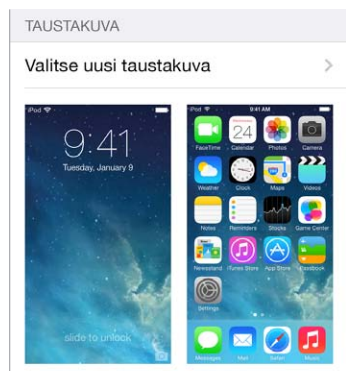 TAUSTAKUVA
Valitse uusi taustakuva
iPod 9:41 AM
9:41
Tuesday, January 9
slide to unlock
24
FaceTime Calendar Photos Camera
Weather Clock Maps Videos
Notes Reminders Stocks Game Center
Newsstand iTunes Store App Store Passbook
Settings
Messages Mail Safari Music